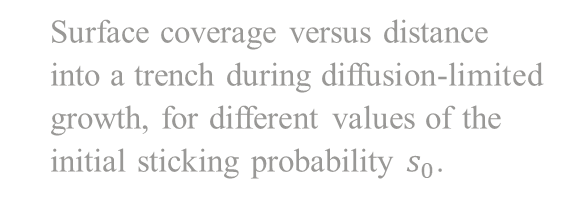 Surface coverage versus distance
into a trench during diffusion-limited
growth, for different values of the
initial sticking probability s₀.